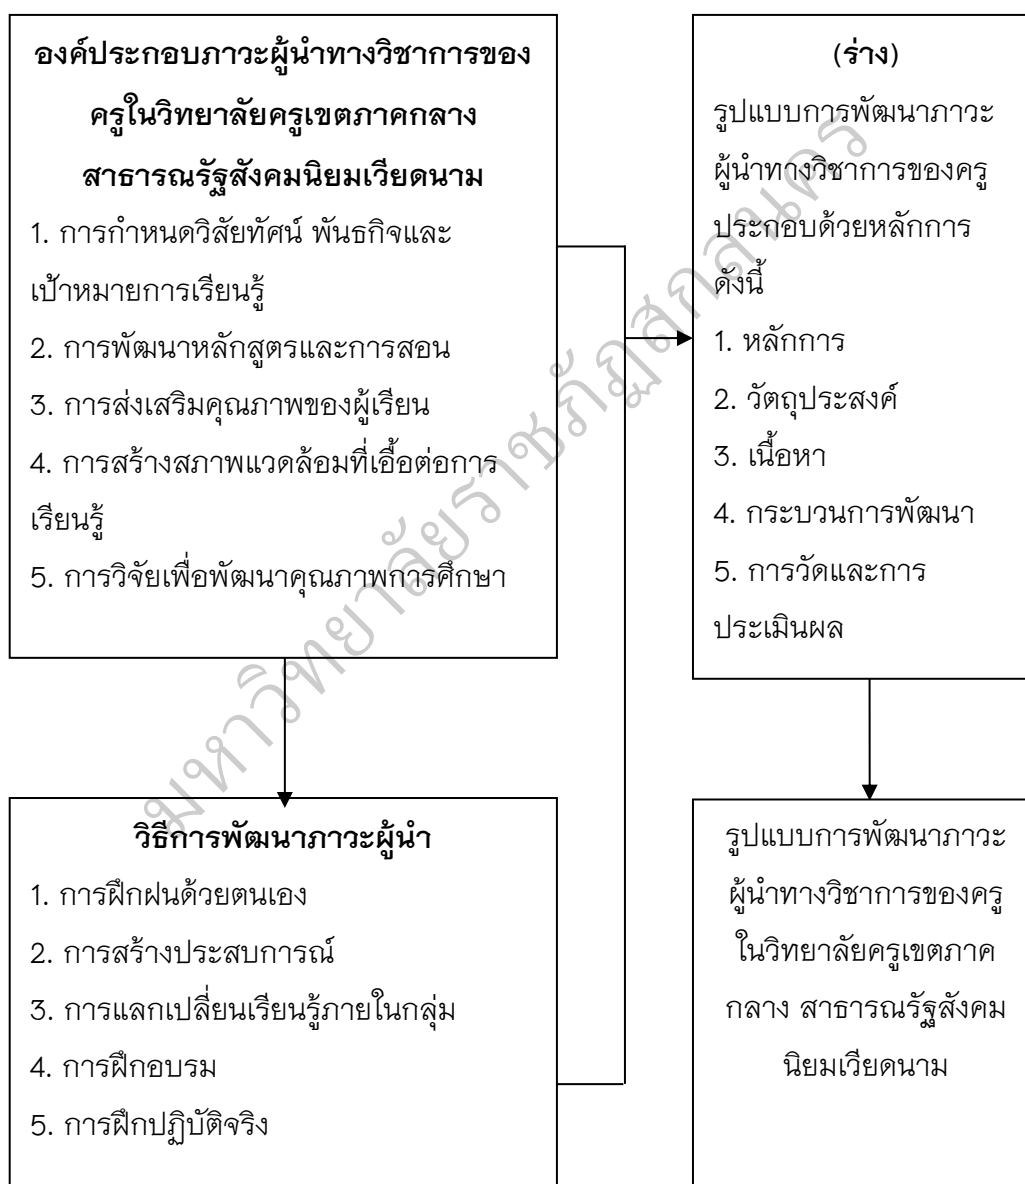 องค์ประกอบภาวะผู้นำทางวิชาการของ
ครูในวิทยาลัยครูเขตภาคกลาง
สาธารณรัฐสังคมนิยมเวียดนาม
1. การกำหนดวิสัยทัศน์ พันธกิจและ
เป้าหมายการเรียนรู้
2. การพัฒนาหลักสูตรและการสอน
3. การส่งเสริมคุณภาพของผู้เรียน
4. การสร้างสภาพแวดล้อมที่เอื้อต่อการ
เรียนรู้
5. การวิจัยเพื่อพัฒนาคุณภาพการศึกษา
(ร่าง)
รูปแบบการพัฒนาภาวะ
ผู้นำทางวิชาการของครู
ประกอบด้วยหลักการ
ดังนี้
1. หลักการ
2. วัตถุประสงค์
3. เนื้อหา
4. กระบวนการพัฒนา
5. การวัดและการ
ประเมินผล
วิธีการพัฒนาภาวะผู้นำ
1. การฝึกฝนด้วยตนเอง
2. การสร้างประสบการณ์
3. การแลกเปลี่ยนเรียนรู้ภายในกลุ่ม
4. การฝึกอบรม
5. การฝึกปฏิบัติจริง
รูปแบบการพัฒนาภาวะ
ผู้นำทางวิชาการของครู
ในวิทยาลัยครูเขตภาค
กลาง สาธารณรัฐสังคม
นิยมเวียดนาม
มหาวิทยาลัยราชภัฏสกลนคร